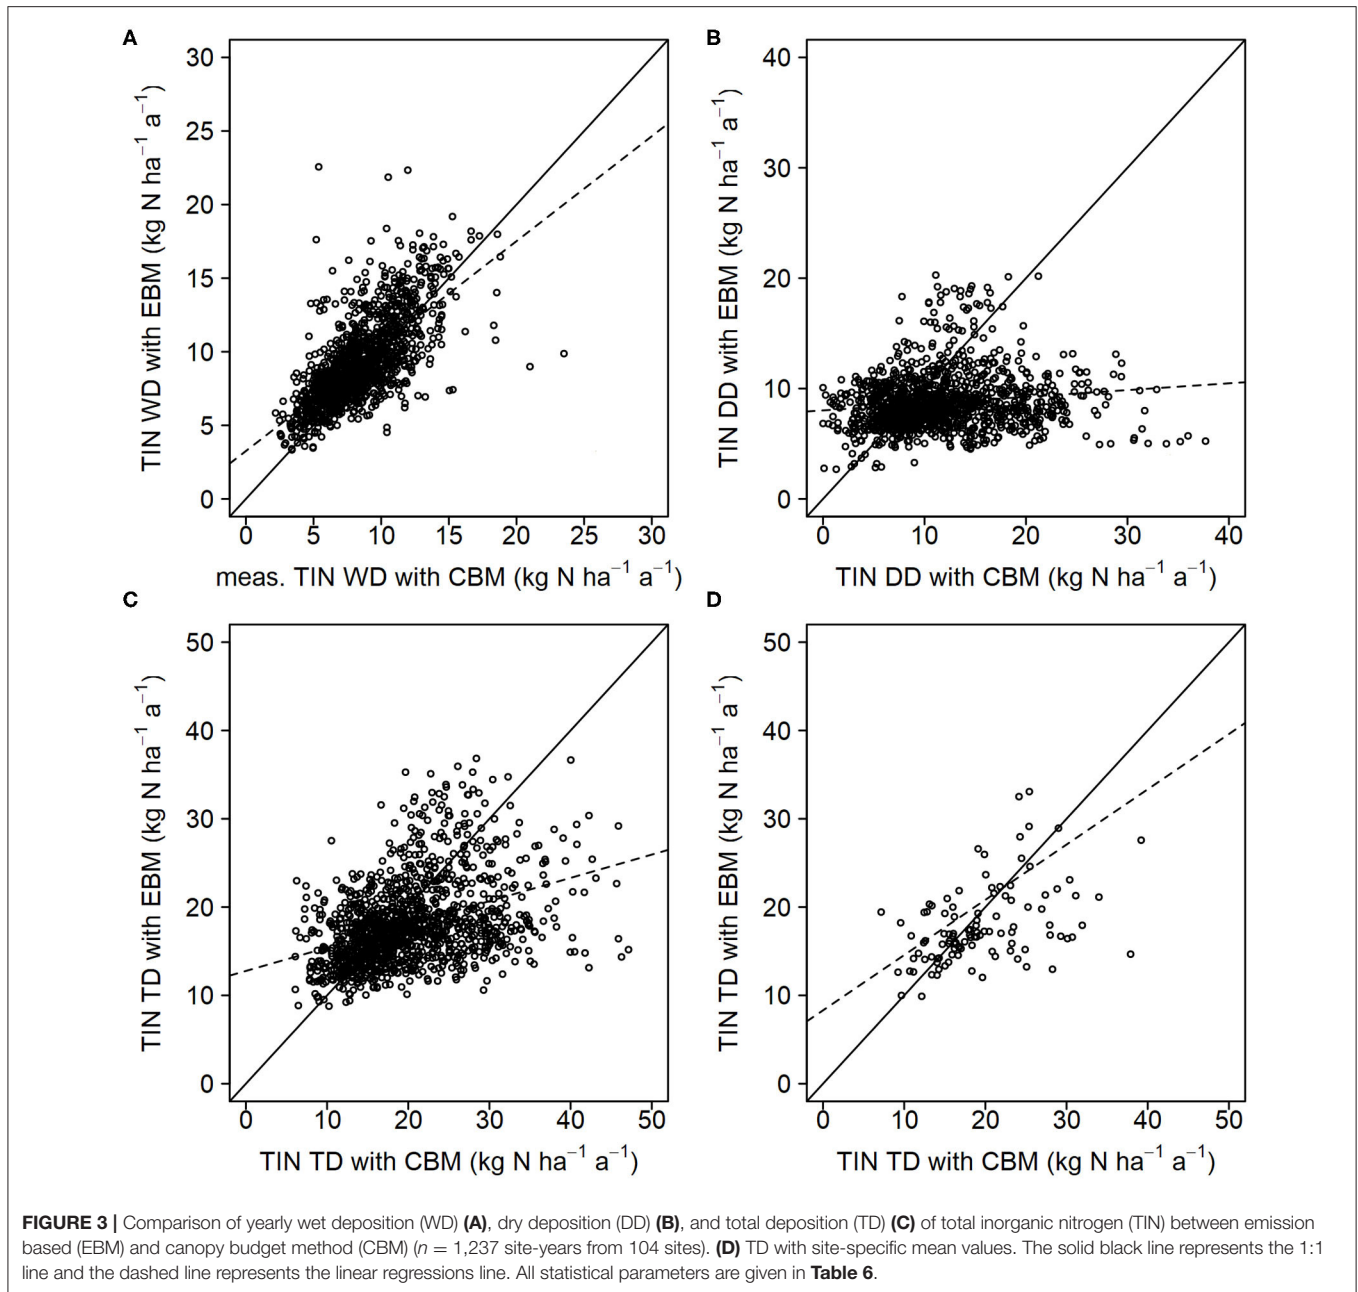 A
30
25
20
15
10
5
0
TIN WD with EBM (kg N ha⁻¹ a⁻¹)
0 5 10 15 20 25 30
meas. TIN WD with CBM (kg N ha⁻¹ a⁻¹)
B
40
30
20
10
0
TIN DD with EBM (kg N ha⁻¹ a⁻¹)
0 10 20 30 40
TIN DD with CBM (kg N ha⁻¹ a⁻¹)
C
50
40
30
20
10
0
TIN TD with EBM (kg N ha⁻¹ a⁻¹)
0 10 20 30 40 50
TIN TD with CBM (kg N ha⁻¹ a⁻¹)
D
50
40
30
20
10
0
TIN TD with EBM (kg N ha⁻¹ a⁻¹)
0 10 20 30 40 50
TIN TD with CBM (kg N ha⁻¹ a⁻¹)
FIGURE 3 | Comparison of yearly wet deposition (WD) (A), dry deposition (DD) (B), and total deposition (TD) (C) of total inorganic nitrogen (TIN) between emission
based (EBM) and canopy budget method (CBM) (n = 1,237 site-years from 104 sites). (D) TD with site-specific mean values. The solid black line represents the 1:1
line and the dashed line represents the linear regressions line. All statistical parameters are given in Table 6.